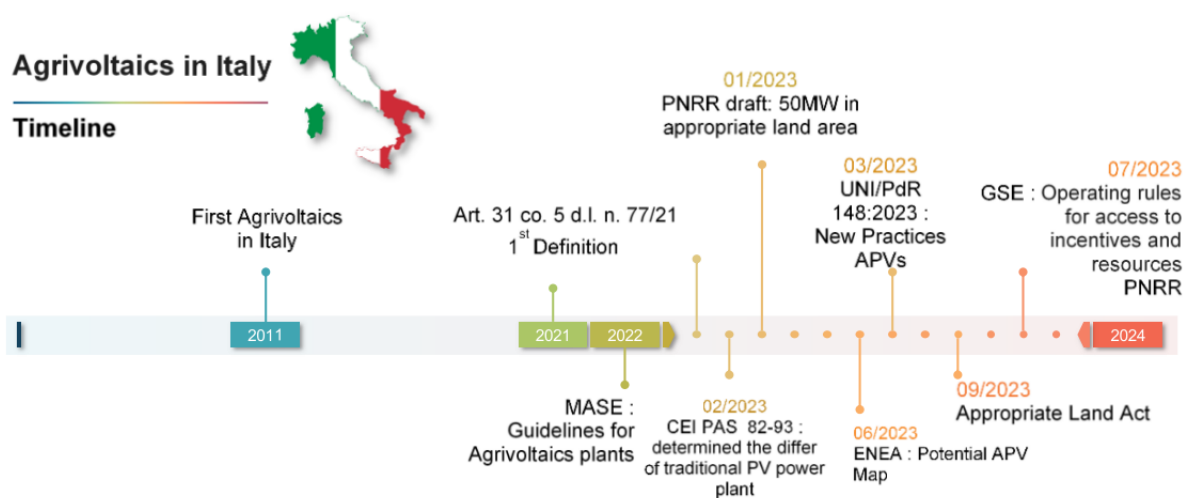 Agrivoltaics in Italy
Timeline
First Agrivoltaics
in Italy
Art. 31 co. 5 d.l. n. 77/21
1st Definition
01/2023
PNRR draft: 50MW in
appropriate land area
03/2023
UNI/PdR
148:2023 :
New Practices
APVs
07/2023
GSE : Operating rules
for access to
incentives and
resources
PNRR
2011
2021
2022
2024
MASE :
Guidelines for
Agrivoltaics plants
02/2023
CEI PAS 82-93 :
determined the differ
of traditional PV power
plant
06/2023
ENEA : Potential APV
Map
09/2023
Appropriate Land Act